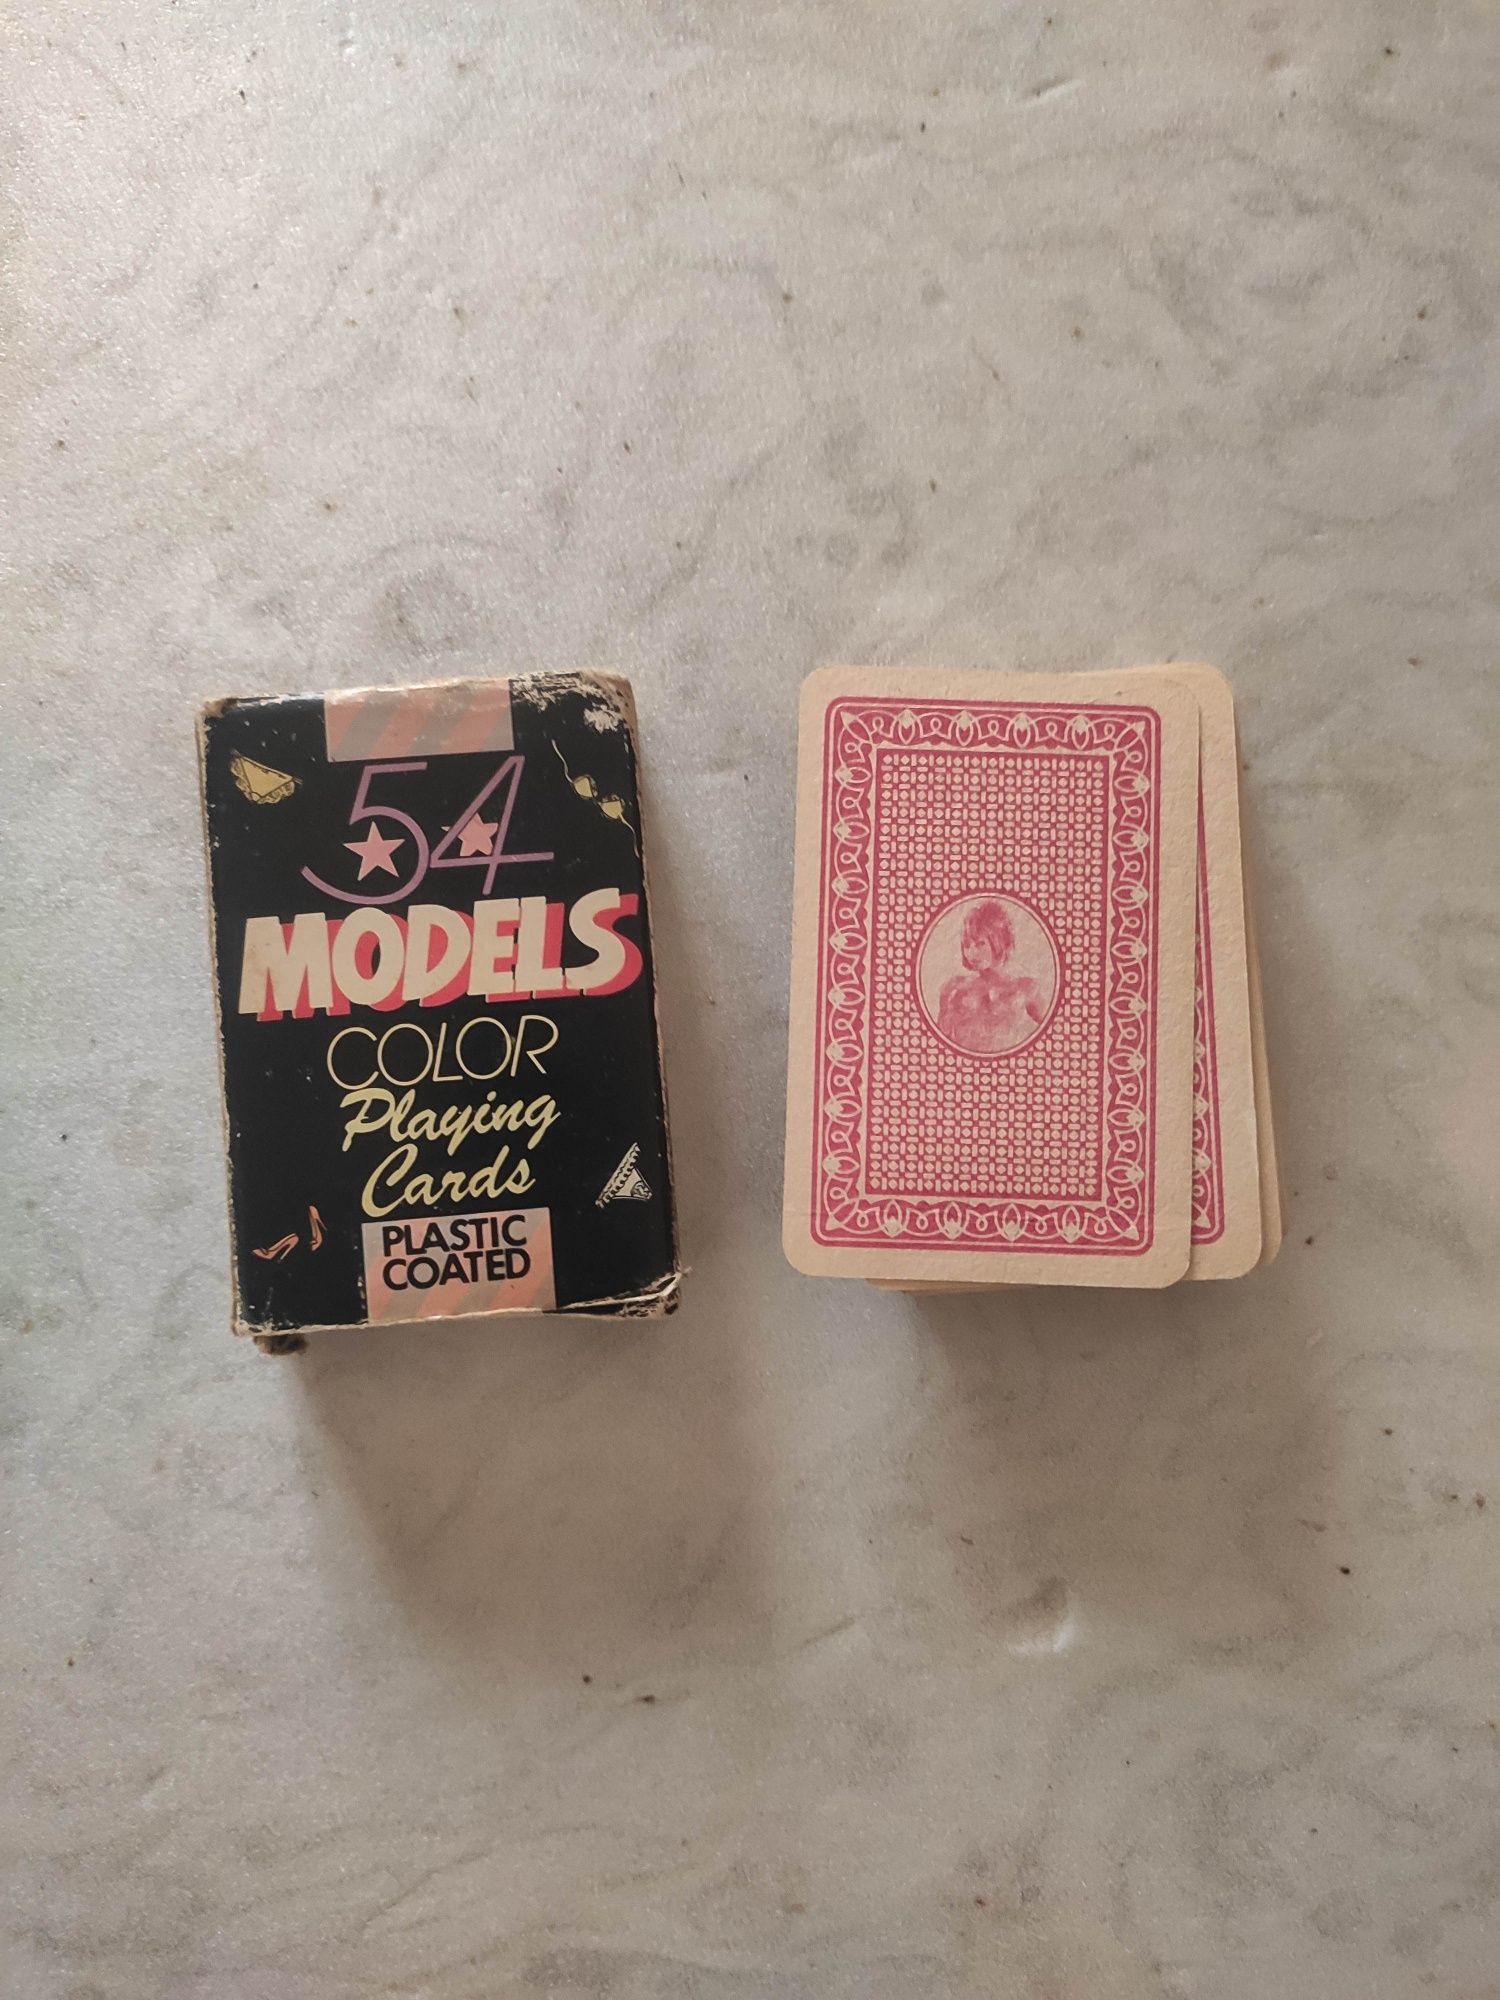 54
MODELS
COLOR
Playing
Cards
PLASTIC
COATED